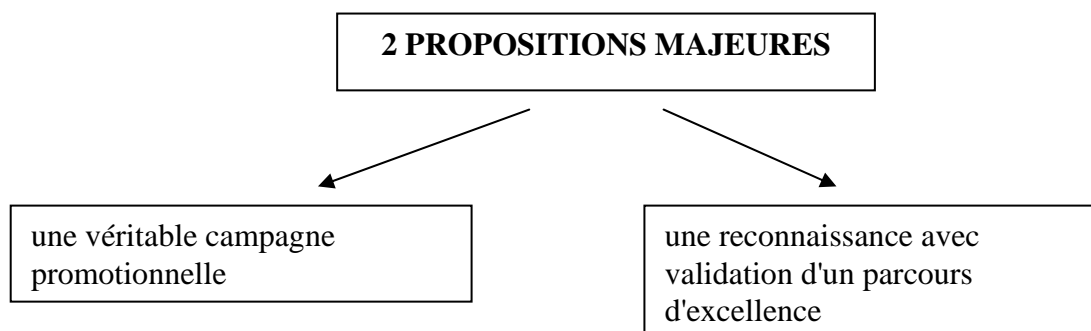 2 PROPOSITIONS MAJEURES
une véritable campagne
promotionnelle
une reconnaissance avec
validation d'un parcours
d'excellence